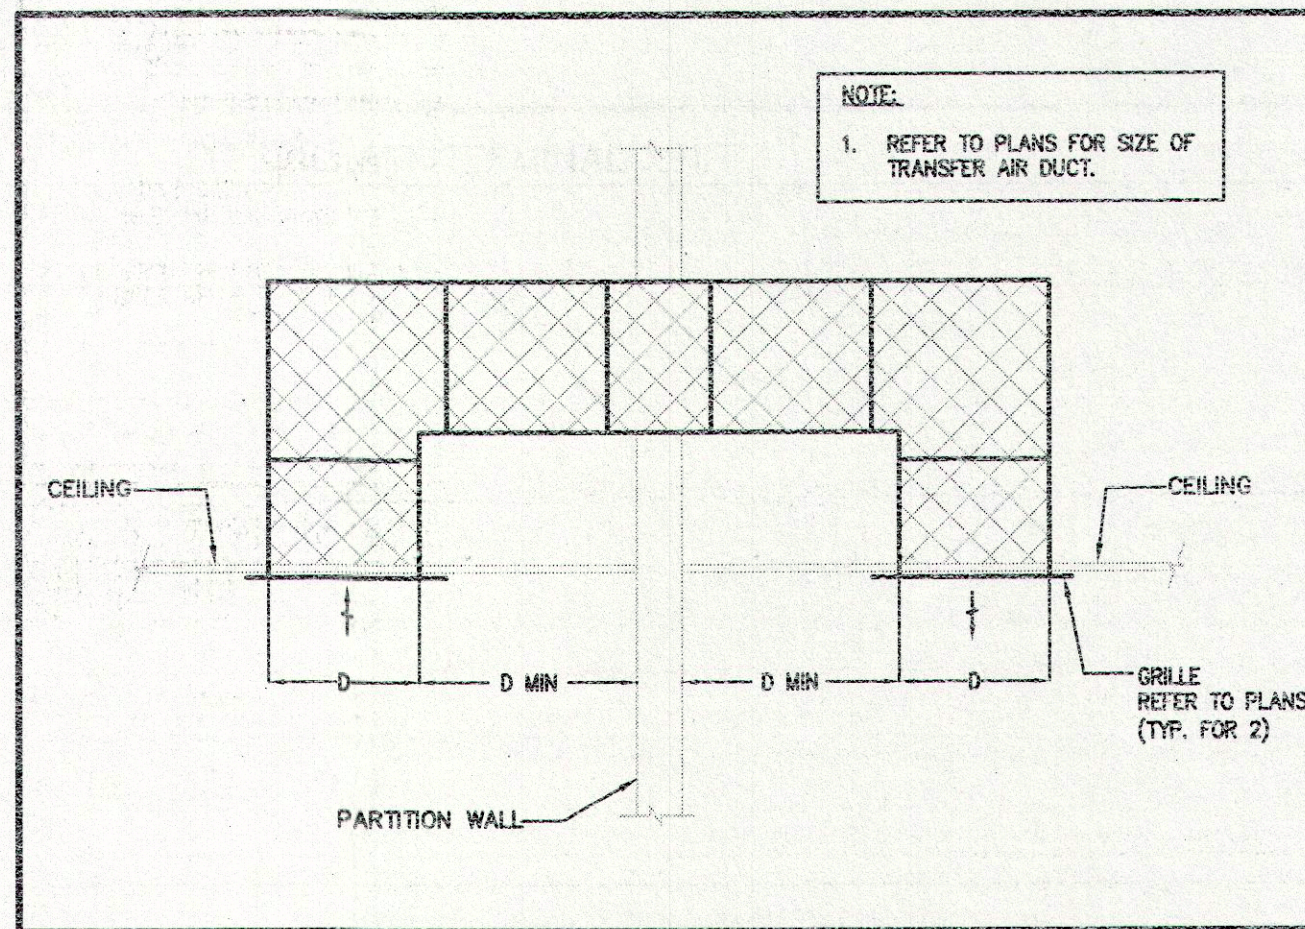 NOTE:
1. REFER TO PLANS FOR SIZE OF
TRANSFER AIR DUCT.
CEILING
CEILING
D
D MIN
D MIN
D
GRILLE
REFER TO PLANS
(TYP. FOR 2)
PARTITION WALL